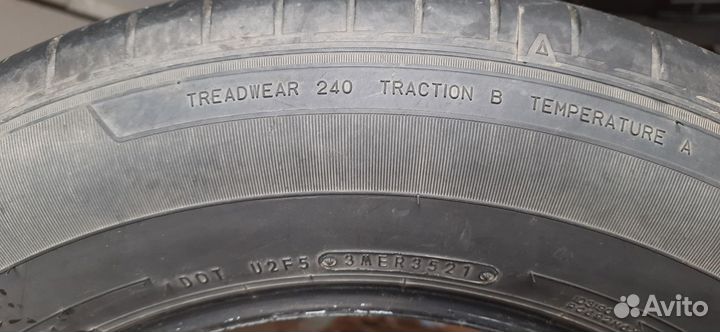 TREADWEAR 240 TRACTION B TEMPERATURE A
DOT U2F5 3MER3521
Avito